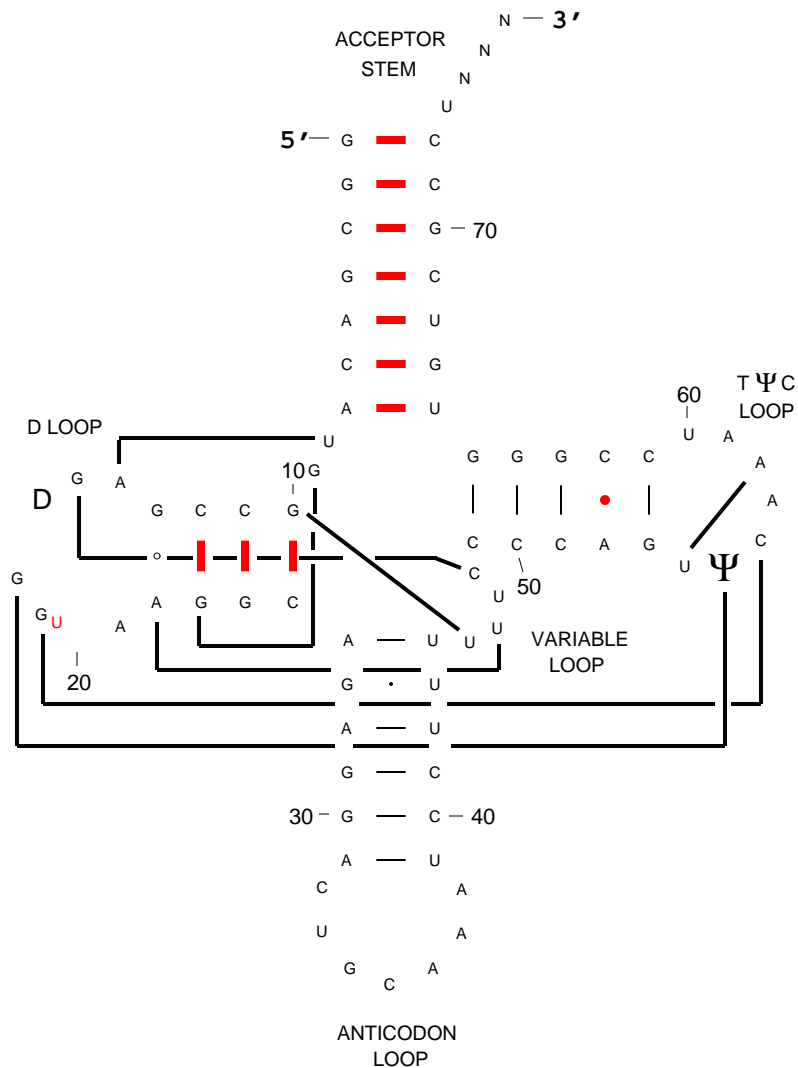 N — 3′
ACCEPTOR
STEM
N
N
U
5′ — G C
G C
C G — 70
G C
A U
C G
A U
TΨC
LOOP
60
D LOOP
U
U
A
G G G C C
A
G
A
10
G
D
A
G C C G
C C C A G
C
U
Ψ
C
50
G
G
U
A
A G G C
U
U
U
20
VARIABLE
LOOP
A U
G U
A U
G C
30 — G C — 40
A U
C A
U A
G A
C
ANTICODON
LOOP